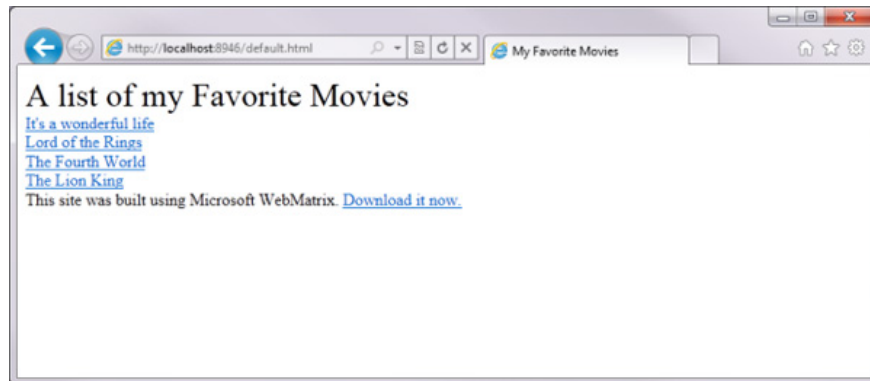 http://localhost:8946/default.html
My Favorite Movies
A list of my Favorite Movies
It's a wonderful life
Lord of the Rings
The Fourth World
The Lion King
This site was built using Microsoft WebMatrix. Download it now.